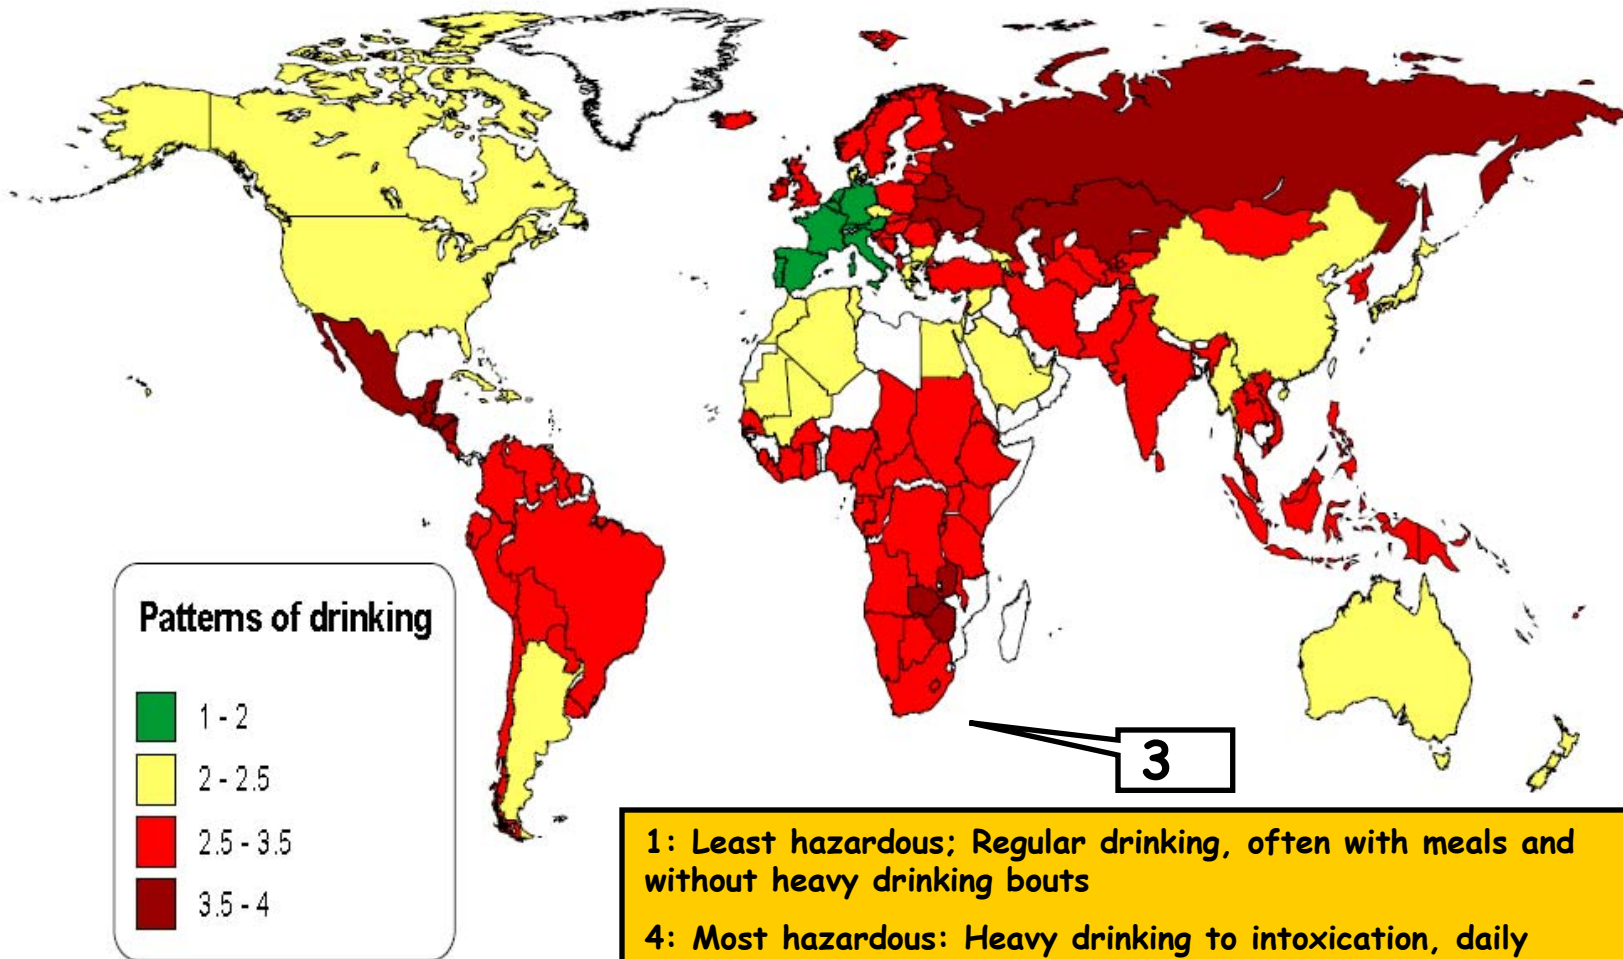 Patterns of drinking
1 - 2
2 - 2.5
2.5 - 3.5
3.5 - 4
3
1: Least hazardous; Regular drinking, often with meals and
without heavy drinking bouts
4: Most hazardous: Heavy drinking to intoxication, daily